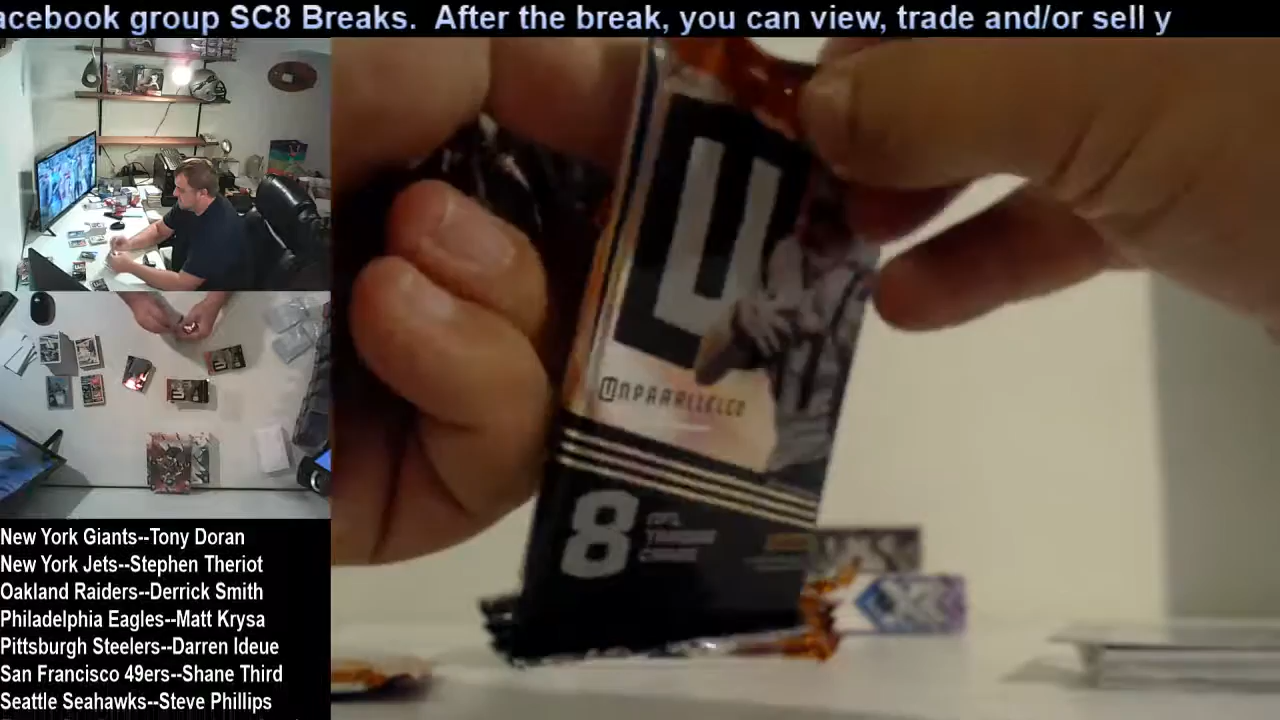 acebook group SC8 Breaks. After the break, you can view, trade and/or sell y
U
UNPARALLELED
8
New York Giants--Tony Doran
New York Jets--Stephen Theriot
Oakland Raiders--Derrick Smith
Philadelphia Eagles--Matt Krysa
Pittsburgh Steelers--Darren Ideue
San Francisco 49ers--Shane Third
Seattle Seahawks--Steve Phillips